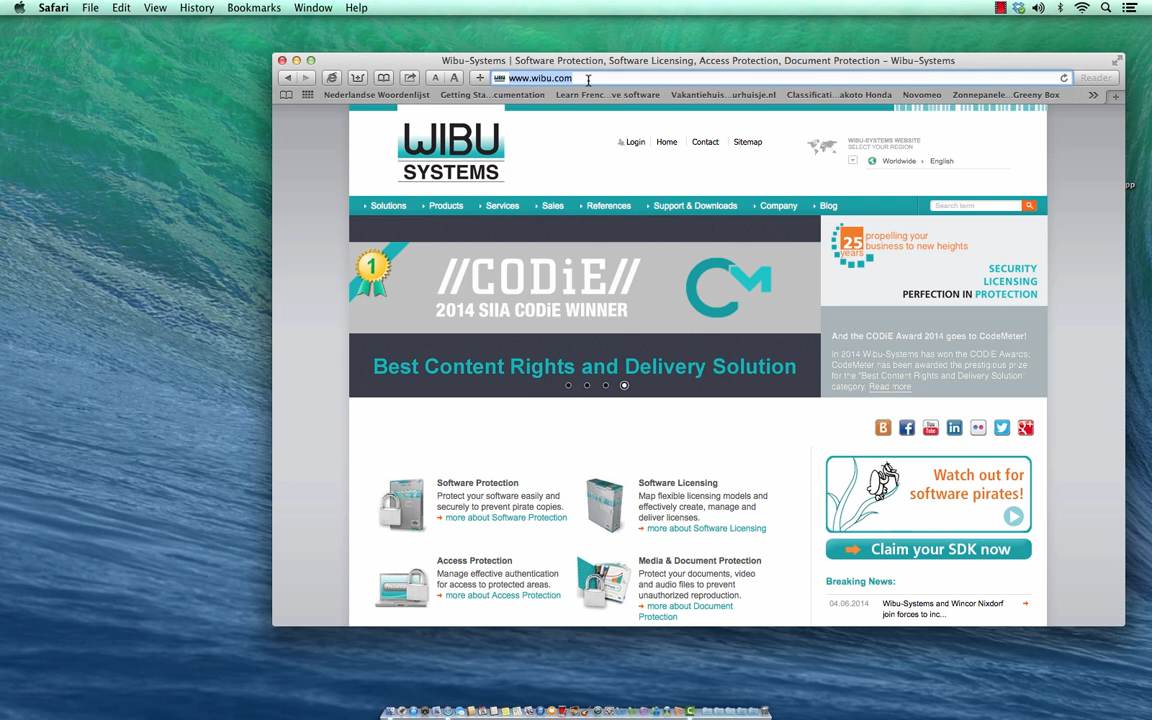 Safari File Edit View History Bookmarks Window Help
Wibu-Systems | Software Protection, Software Licensing, Access Protection, Document Protection – Wibu-Systems
A A + www.wibu.com Reader
Nederlandse Woordenlijst Getting Sta...cumentation Learn Frenc...ve software Vakantiehuis...urhuisje.nl Classificati...akoto Honda Novomeo Zonnepanele...Greeny Box
WIBU
SYSTEMS
Login Home Contact Sitemap
WIBU-SYSTEMS WEBSITE
SELECT YOUR REGION
Worldwide › English
Solutions Products Services Sales References Support & Downloads Company Blog Search term
1
//CODiE//
2014 SIIA CODiE WINNER
CM
Best Content Rights and Delivery Solution
25 years
propelling your
business to new heights
SECURITY
LICENSING
PERFECTION IN PROTECTION
And the CODiE Award 2014 goes to CodeMeter!
In 2014 Wibu-Systems has won the CODiE Awards;
CodeMeter has been awarded the prestigious prize
for the "Best Content Rights and Delivery Solution"
category. Read more
Software Protection
Protect your software easily and
securely to prevent pirate copies.
more about Software Protection
Software Licensing
Map flexible licensing models and
effectively create, manage and
deliver licenses.
more about Software Licensing
Access Protection
Manage effective authentication
for access to protected areas.
more about Access Protection
Media & Document Protection
Protect your documents, video
and audio files to prevent
unauthorized reproduction.
more about Document
Protection
Watch out for
software pirates!
Claim your SDK now
Breaking News:
04.06.2014 Wibu-Systems and Wincor Nixdorf
join forces to inc...